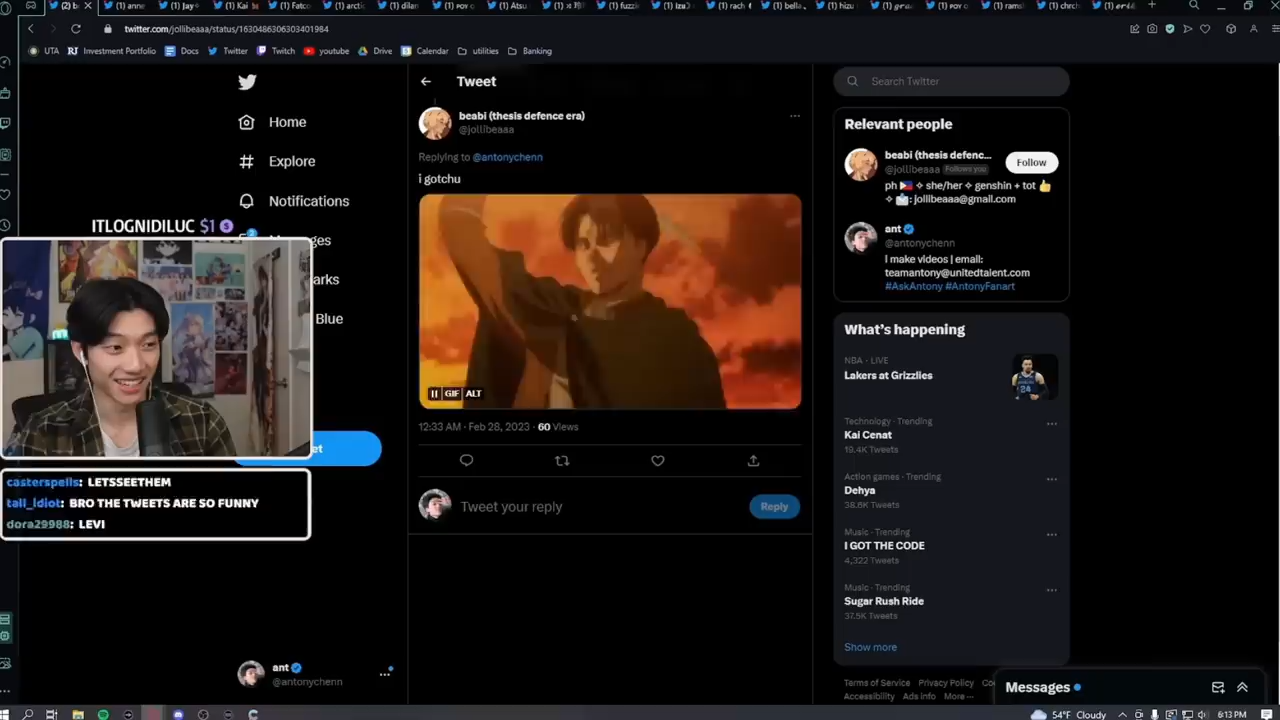 twitter.com/jollibeaaa/status/1630486306303401984
UTA
Investment Portfolio
Docs
Twitter
Twitch
youtube
Drive
Calendar
utilities
Banking
Home
Explore
Notifications
ITLOGNIDILUC $1
ges
arks
Blue
et
casterspells: LETSSEETHEM
tall_idiot: BRO THE TWEETS ARE SO FUNNY
dora29988: LEVI
ant
@antonychenn
Tweet
beabi (thesis defence era)
@jollibeaaa
Replying to @antonychenn
i gotchu
GIF ALT
12:33 AM · Feb 28, 2023 · 60 Views
Tweet your reply
Reply
Search Twitter
Relevant people
beabi (thesis defenc...
@jollibeaaa Follows you
Follow
ph 🇵🇭 ✧ she/her ✧ genshin + tot 👍
✧ 📩: jollibeaaa@gmail.com
ant
@antonychenn
I make videos | email:
teamantony@unitedtalent.com
#AskAntony #AntonyFanart
What's happening
NBA · LIVE
Lakers at Grizzlies
Technology · Trending
Kai Cenat
19.4K Tweets
Action games · Trending
Dehya
38.6K Tweets
Music · Trending
I GOT THE CODE
4,322 Tweets
Music · Trending
Sugar Rush Ride
37.5K Tweets
Show more
Terms of Service Privacy Policy
Accessibility Ads info More
Messages
54°F Cloudy
6:13 PM